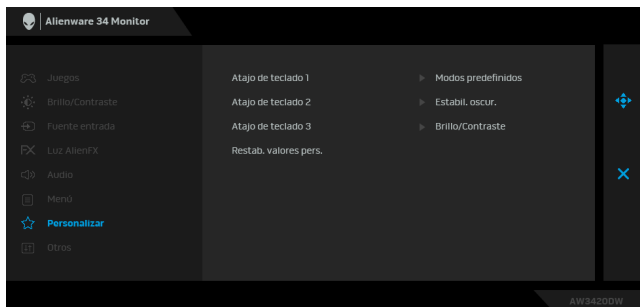 Alienware 34 Monitor
Juegos
Brillo/Contraste
Fuente entrada
FX Luz AlienFX
Audio
Menú
Personalizar
Otros
Atajo de teclado 1 Modos predefinidos
Atajo de teclado 2 Estabil. oscur.
Atajo de teclado 3 Brillo/Contraste
Restab. valores pers.
AW3420DW